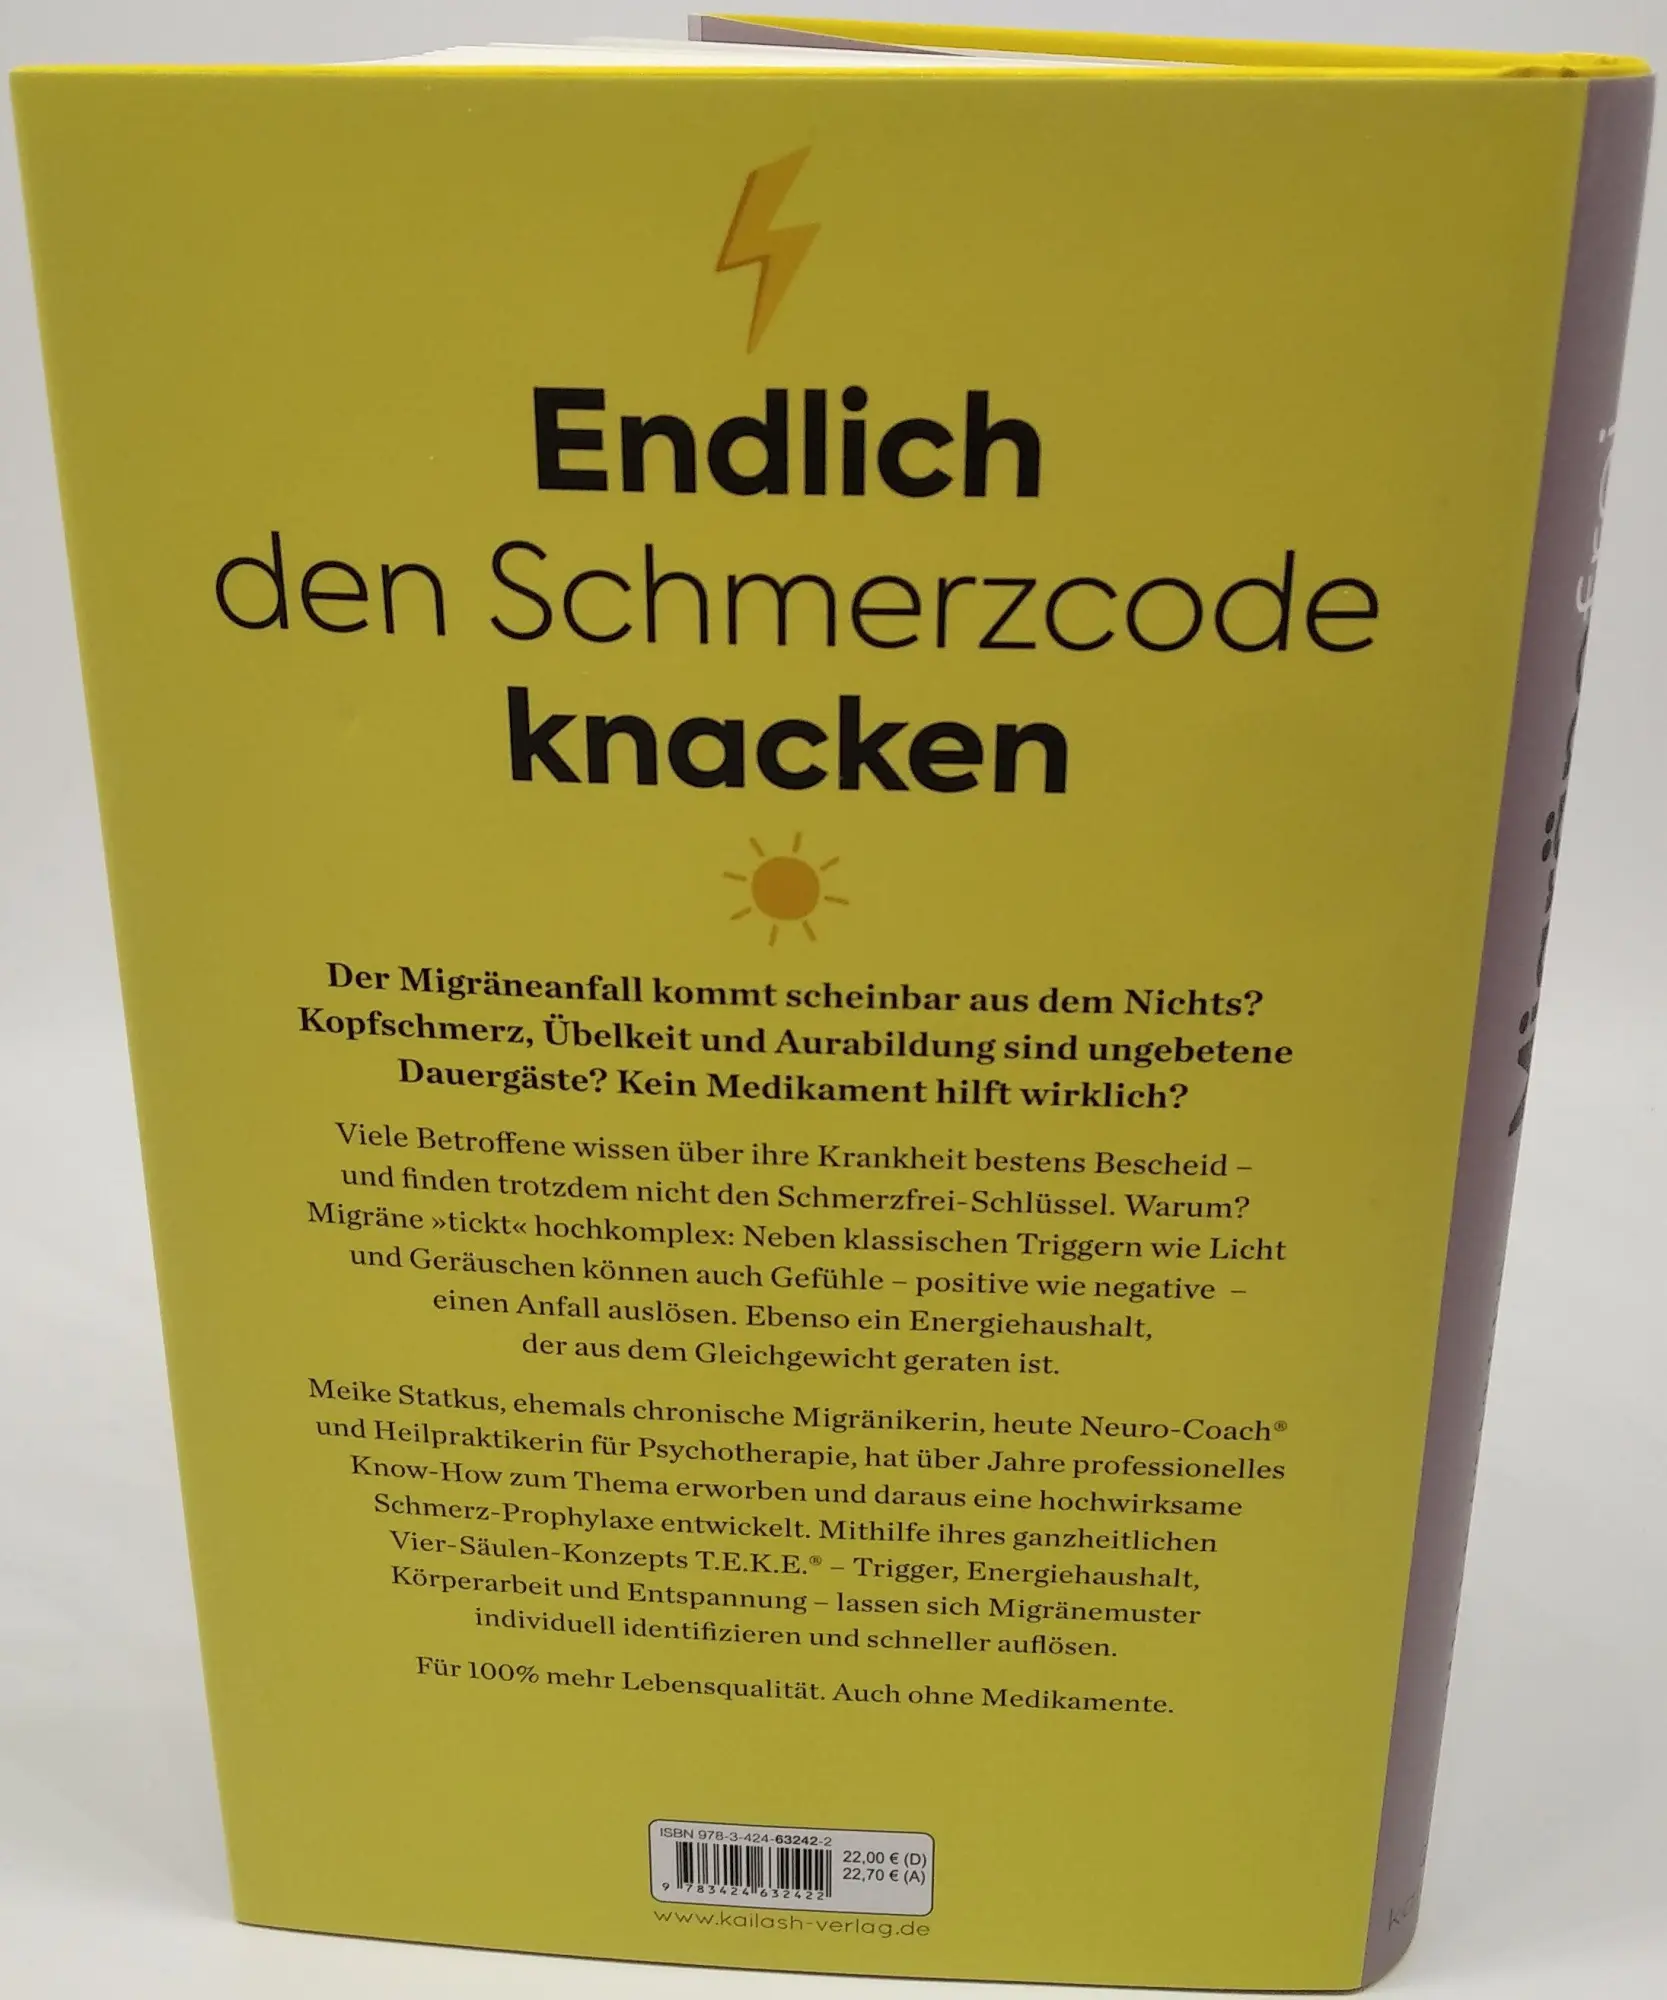 Endlich
den Schmerzcode
knacken
Der Migräneanfall kommt scheinbar aus dem Nichts?
Kopfschmerz, Übelkeit und Aurabildung sind ungebetene
Dauergäste? Kein Medikament hilft wirklich?
Viele Betroffene wissen über ihre Krankheit bestens Bescheid –
und finden trotzdem nicht den Schmerzfrei-Schlüssel. Warum?
Migräne »tickt« hochkomplex: Neben klassischen Triggern wie Licht
und Geräuschen können auch Gefühle – positive wie negative –
einen Anfall auslösen. Ebenso ein Energiehaushalt,
der aus dem Gleichgewicht geraten ist.
Meike Statkus, ehemals chronische Migränikerin, heute Neuro-Coach®
und Heilpraktikerin für Psychotherapie, hat über Jahre professionelles
Know-How zum Thema erworben und daraus eine hochwirksame
Schmerz-Prophylaxe entwickelt. Mithilfe ihres ganzheitlichen
Vier-Säulen-Konzepts T.E.K.E.® – Trigger, Energiehaushalt,
Körperarbeit und Entspannung – lassen sich Migränemuster
individuell identifizieren und schneller auflösen.
Für 100% mehr Lebensqualität. Auch ohne Medikamente.
ISBN 978-3-424-63242-2
22,00 € (D)
22,70 € (A)
9 783424 632422
www.kailash-verlag.de